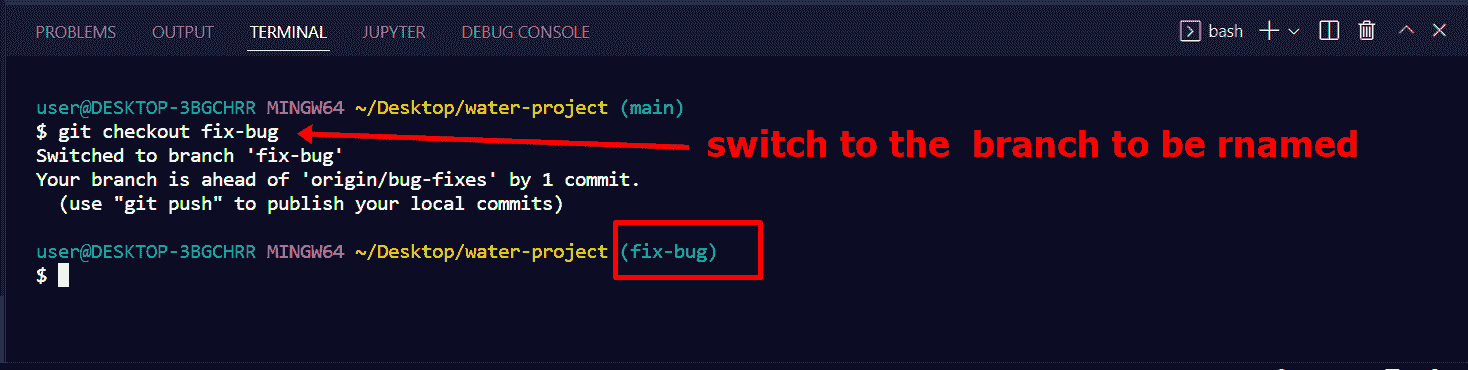 PROBLEMS OUTPUT TERMINAL JUPYTER DEBUG CONSOLE bash
user@DESKTOP-3BGCHRR MINGW64 ~/Desktop/water-project (main)
$ git checkout fix-bug
switch to the branch to be rnamed
Switched to branch 'fix-bug'
Your branch is ahead of 'origin/bug-fixes' by 1 commit.
(use "git push" to publish your local commits)
user@DESKTOP-3BGCHRR MINGW64 ~/Desktop/water-project (fix-bug)
$